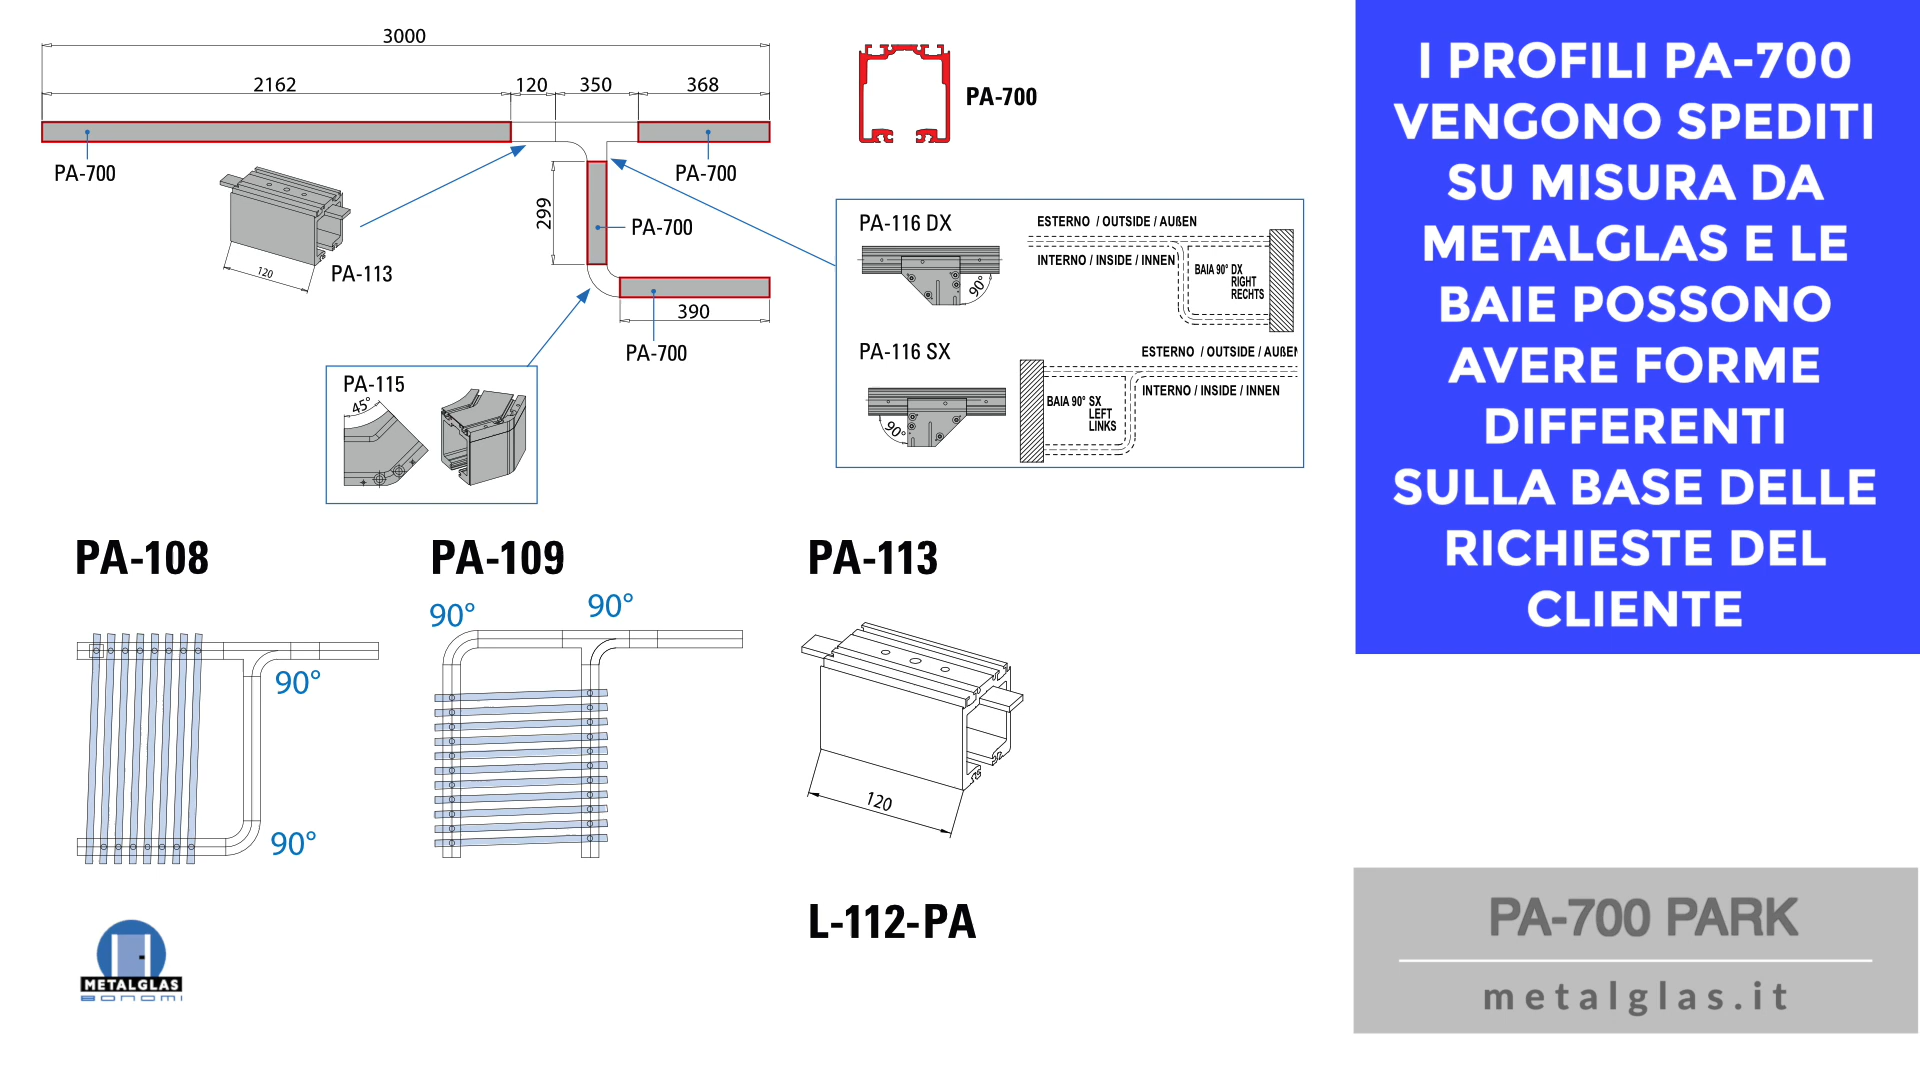 3000
2162
120
350
368
PA-700
PA-700
PA-700
299
PA-700
120
PA-113
390
PA-700
PA-115
45°
PA-116 DX
90°
ESTERNO / OUTSIDE / AUßEN
INTERNO / INSIDE / INNEN
BAIA 90° DX
RIGHT
RECHTS
PA-116 SX
90°
ESTERNO / OUTSIDE / AUßEN
INTERNO / INSIDE / INNEN
BAIA 90° SX
LEFT
LINKS
PA-108
90°
90°
PA-109
90°
90°
PA-113
120
L-112-PA
METALGLAS
BONOMI
I PROFILI PA-700
VENGONO SPEDITI
SU MISURA DA
METALGLAS E LE
BAIE POSSONO
AVERE FORME
DIFFERENTI
SULLA BASE DELLE
RICHIESTE DEL
CLIENTE
PA-700 PARK
metalglas.it